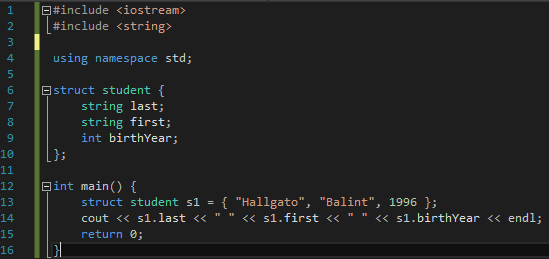 1 #include <iostream>
2 #include <string>
3
4 using namespace std;
5
6 struct student {
7 string last;
8 string first;
9 int birthYear;
10 };
11
12 int main() {
13 struct student s1 = { "Hallgato", "Balint", 1996 };
14 cout << s1.last << " " << s1.first << " " << s1.birthYear << endl;
15 return 0;
16 }